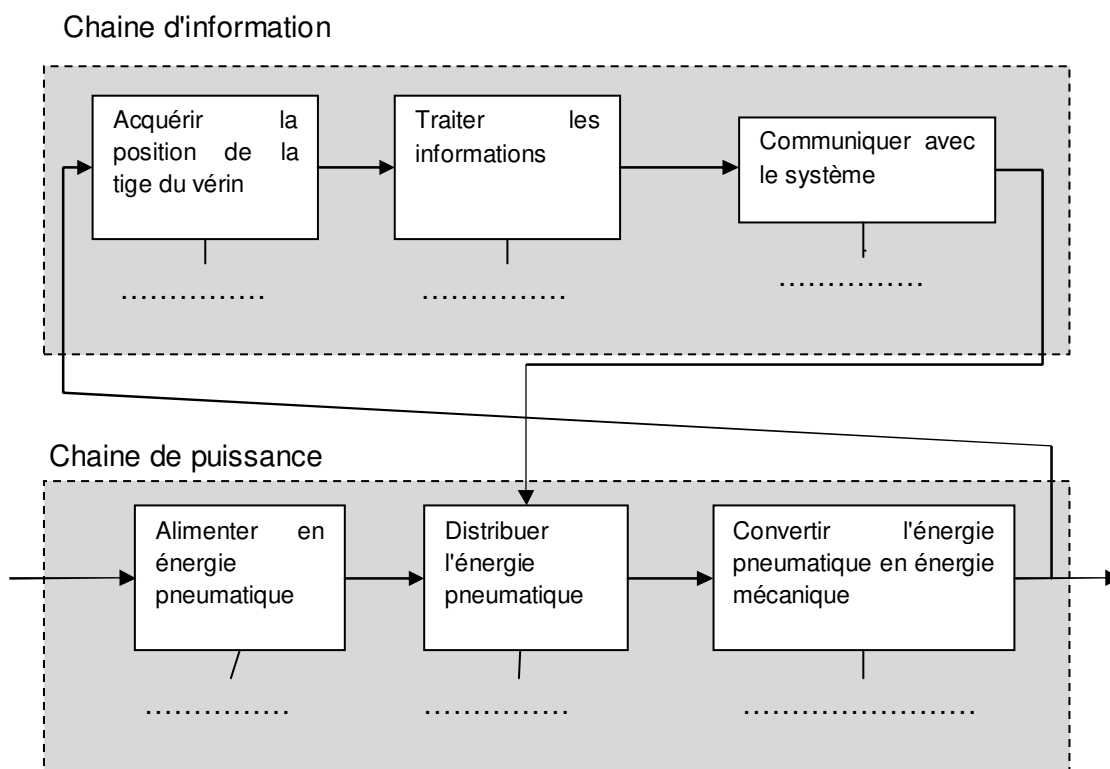 Chaine d'information
Acquérir la
position de la
tige du vérin
Traiter les
informations
Communiquer avec
le système
...............
...............
...............
Chaine de puissance
Alimenter en
énergie
pneumatique
Distribuer
l'énergie
pneumatique
Convertir l'énergie
pneumatique en énergie
mécanique
...............
...............
........................